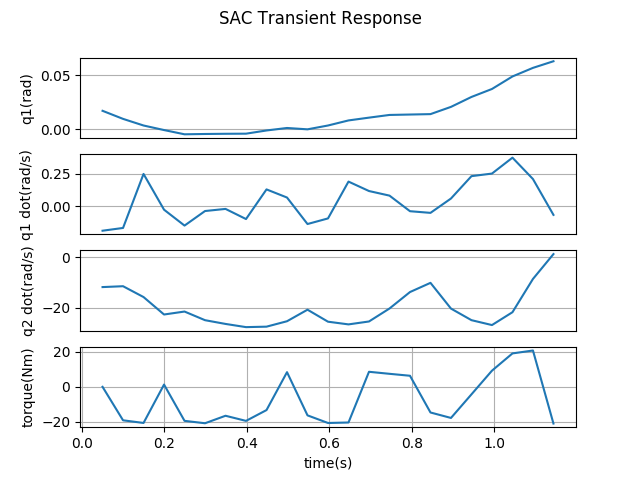 SAC Transient Response
q1(rad)
0.05
0.00
q1 dot(rad/s)
0.25
0.00
q2 dot(rad/s)
0
−20
torque(Nm)
20
0
−20
0.0 0.2 0.4 0.6 0.8 1.0
time(s)